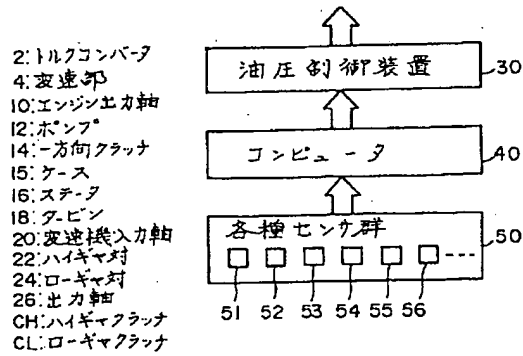 2:トルクコンバータ
4:変速部
10:エンジン出力軸
12:ポンプ
14:一方向クラッチ
15:ケース
16:ステータ
18:タービン
20:変速機入力軸
22:ハイギャ対
24:ローギャ対
26:出力軸
CH:ハイギャクラッチ
CL:ローギャクラッチ
油圧制御装置
30
コンピュータ
40
各種センサ群
50
51 52 53 54 55 56